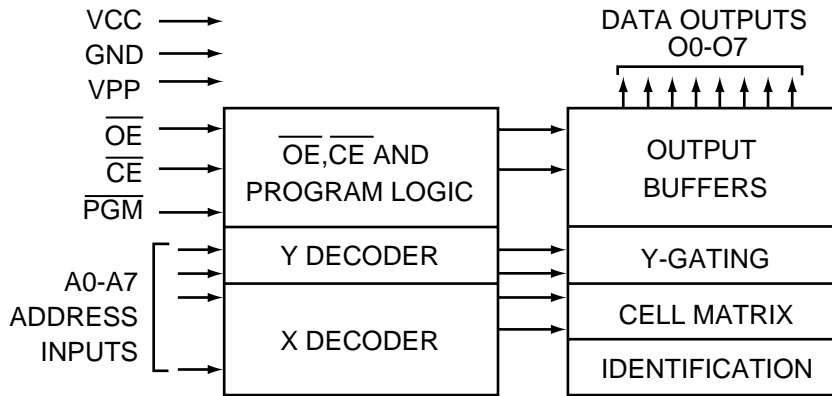 VCC
GND
VPP
OE
CE
PGM
A0-A7
ADDRESS
INPUTS
OE,CE AND
PROGRAM LOGIC
Y DECODER
X DECODER
DATA OUTPUTS
O0-O7
OUTPUT
BUFFERS
Y-GATING
CELL MATRIX
IDENTIFICATION